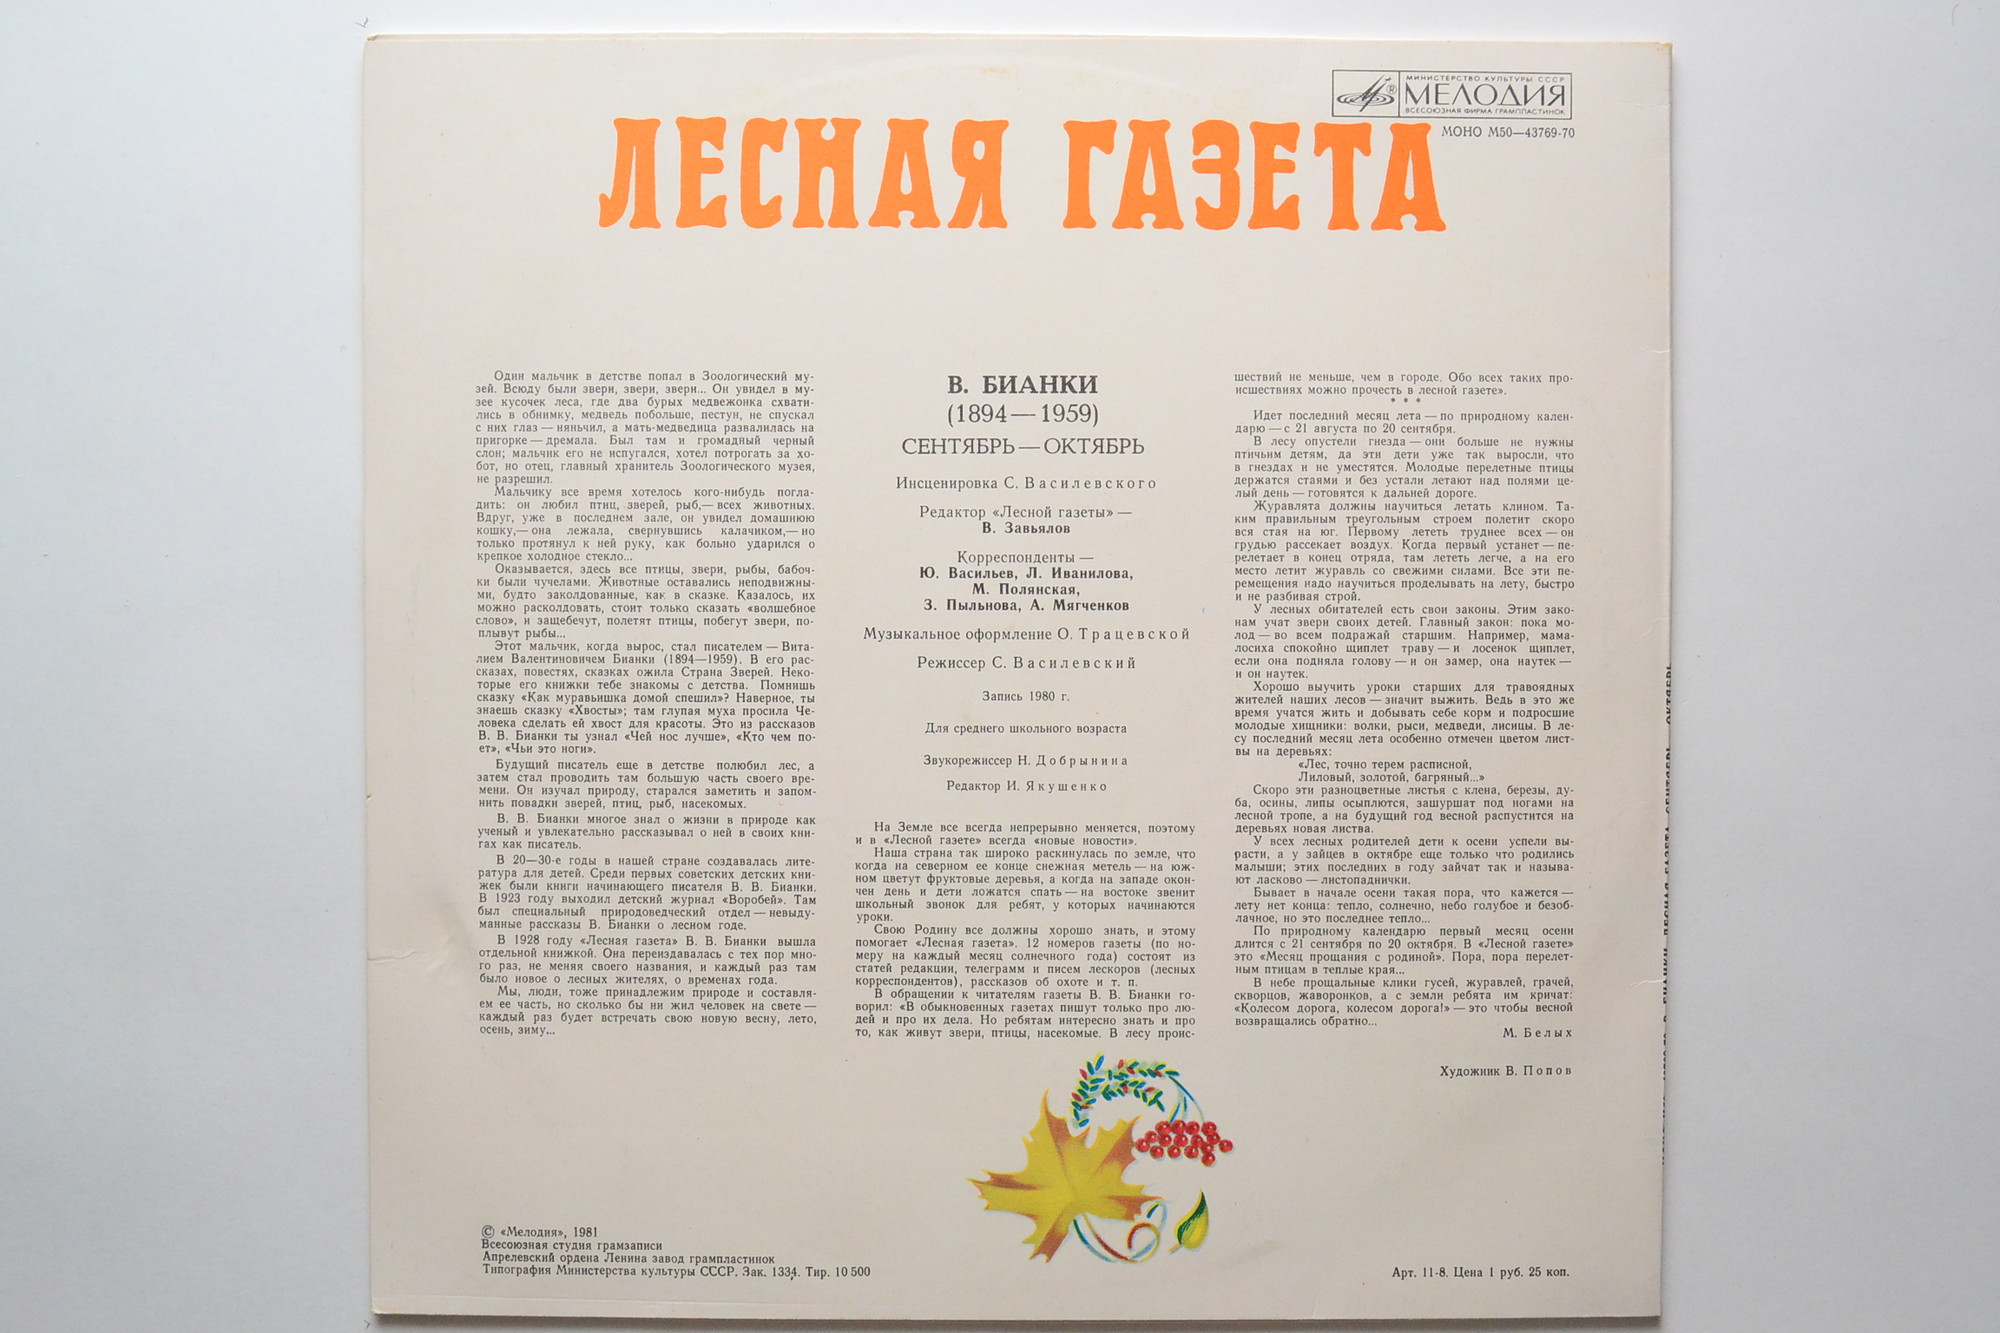 МИНИСТЕРСТВО КУЛЬТУРЫ СССР
МЕЛОДИЯ
ВСЕСОЮЗНАЯ ФИРМА ГРАМПЛАСТИНОК
МОНО М50—43769-70
ЛЕСНАЯ ГАЗЕТА
Один мальчик в детстве попал в Зоологический му-
зей. Всюду были звери, звери, звери... Он увидел в му-
зее кусочек леса, где два бурых медвежонка схвати-
лись в обнимку, медведь побольше, пестун, не спускал
с них глаз — няньчил, а мать-медведица развалилась на
пригорке — дремала. Был там и громадный черный
слон; мальчик его не испугался, хотел потрогать за хо-
бот, но отец, главный хранитель Зоологического музея,
не разрешил.
Мальчику все время хотелось кого-нибудь погла-
дить: он любил птиц, зверей, рыб,— всех животных.
Вдруг, уже в последнем зале, он увидел домашнюю
кошку,— она лежала, свернувшись калачиком,— но
только протянул к ней руку, как больно ударился о
крепкое холодное стекло...
Оказывается, здесь все птицы, звери, рыбы, бабоч-
ки были чучелами. Животные оставались неподвижны-
ми, будто заколдованные, как в сказке. Казалось, их
можно расколдовать, стоит только сказать «волшебное
слово», и защебечут, полетят птицы, побегут звери, по-
плывут рыбы...
Этот мальчик, когда вырос, стал писателем — Вита-
лием Валентиновичем Бианки (1894—1959). В его рас-
сказах, повестях, сказках ожила Страна Зверей. Неко-
торые его книжки тебе знакомы с детства. Помнишь
сказку «Как муравьишка домой спешил»? Наверное, ты
знаешь сказку «Хвосты»; там глупая муха просила Че-
ловека сделать ей хвост для красоты. Это из рассказов
В. В. Бианки ты узнал «Чей нос лучше», «Кто чем по-
ет», «Чьи это ноги».
Будущий писатель еще в детстве полюбил лес, а
затем стал проводить там большую часть своего вре-
мени. Он изучал природу, старался заметить и запом-
нить повадки зверей, птиц, рыб, насекомых.
В. В. Бианки многое знал о жизни в природе как
ученый и увлекательно рассказывал о ней в своих кни-
гах как писатель.
В 20—30-е годы в нашей стране создавалась лите-
ратура для детей. Среди первых советских детских кни-
жек были книги начинающего писателя В. В. Бианки.
В 1923 году выходил детский журнал «Воробей». Там
был специальный природоведческий отдел — невыду-
манные рассказы В. Бианки о лесном годе.
В 1928 году «Лесная газета» В. В. Бианки вышла
отдельной книжкой. Она переиздавалась с тех пор мно-
го раз, не меняя своего названия, и каждый раз там
было новое о лесных жителях, о временах года.
Мы, люди, тоже принадлежим природе и составля-
ем ее часть, но сколько бы ни жил человек на свете —
каждый раз будет встречать свою новую весну, лето,
осень, зиму...
В. БИАНКИ
(1894—1959)
СЕНТЯБРЬ—ОКТЯБРЬ
Инсценировка С. Василевского
Редактор «Лесной газеты» —
В. Завьялов
Корреспонденты —
Ю. Васильев, Л. Иванилова,
М. Полянская,
З. Пыльнова, А. Мягченков
Музыкальное оформление О. Трацевской
Режиссер С. Василевский
Запись 1980 г.
Для среднего школьного возраста
Звукорежиссер Н. Добрынина
Редактор И. Якушенко
На Земле все всегда непрерывно меняется, поэтому
и в «Лесной газете» всегда «новые новости».
Наша страна так широко раскинулась по земле, что
когда на северном ее конце снежная метель — на юж-
ном цветут фруктовые деревья, а когда на западе окон-
чен день и дети ложатся спать — на востоке звенит
школьный звонок для ребят, у которых начинаются
уроки.
Свою Родину все должны хорошо знать, и этому
помогает «Лесная газета». 12 номеров газеты (по но-
меру на каждый месяц солнечного года) состоят из
статей редакции, телеграмм и писем лескоров (лесных
корреспондентов), рассказов об охоте и т. п.
В обращении к читателям газеты В. В. Бианки го-
ворил: «В обыкновенных газетах пишут только про лю-
дей и про их дела. Но ребятам интересно знать и про
то, как живут звери, птицы, насекомые. В лесу проис-
шествий не меньше, чем в городе. Обо всех таких про-
исшествиях можно прочесть в лесной газете».
* * *
Идет последний месяц лета — по природному кален-
дарю — с 21 августа по 20 сентября.
В лесу опустели гнезда — они больше не нужны
птичьим детям, да эти дети уже так выросли, что
в гнездах и не уместятся. Молодые перелетные птицы
держатся стаями и без устали летают над полями це-
лый день — готовятся к дальней дороге.
Журавлята должны научиться летать клином. Та-
ким правильным треугольным строем полетит скоро
вся стая на юг. Первому лететь труднее всех — он
грудью рассекает воздух. Когда первый устанет — пе-
релетает в конец отряда, там лететь легче, а на его
место летит журавль со свежими силами. Все эти пе-
ремещения надо научиться проделывать на лету, быстро
и не разбивая строй.
У лесных обитателей есть свои законы. Этим зако-
нам учат звери своих детей. Главный закон: пока мо-
лод — во всем подражай старшим. Например, мама-
лосиха спокойно щиплет траву — и лосенок щиплет,
если она подняла голову — и он замер, она наутек —
и он наутек.
Хорошо выучить уроки старших для травоядных
жителей наших лесов — значит выжить. Ведь в это же
время учатся жить и добывать себе корм и подросшие
молодые хищники: волки, рыси, медведи, лисицы. В ле-
су последний месяц лета особенно отмечен цветом лист-
вы на деревьях:
«Лес, точно терем расписной,
Лиловый, золотой, багряный...»
Скоро эти разноцветные листья с клена, березы, ду-
ба, осины, липы осыплются, зашуршат под ногами на
лесной тропе, а на будущий год весной распустится на
деревьях новая листва.
У всех лесных родителей дети к осени успели вы-
расти, а у зайцев в октябре еще только что родились
малыши; этих последних в году зайчат так и называ-
ют ласково — листопаднички.
Бывает в начале осени такая пора, что кажется —
лету нет конца: тепло, солнечно, небо голубое и безоб-
лачное, но это последнее тепло...
По природному календарю первый месяц осени
длится с 21 сентября по 20 октября. В «Лесной газете»
это «Месяц прощания с родиной». Пора, пора перелет-
ным птицам в теплые края...
В небе прощальные клики гусей, журавлей, грачей,
скворцов, жаворонков, а с земли ребята им кричат:
«Колесом дорога, колесом дорога!» — это чтобы весной
возвращались обратно...
М. Белых
Художник В. Попов
© «Мелодия», 1981
Всесоюзная студия грамзаписи
Апрелевский ордена Ленина завод грампластинок
Типография Министерства культуры СССР. Зак. 1334. Тир. 10 500
Арт. 11-8. Цена 1 руб. 25 коп.